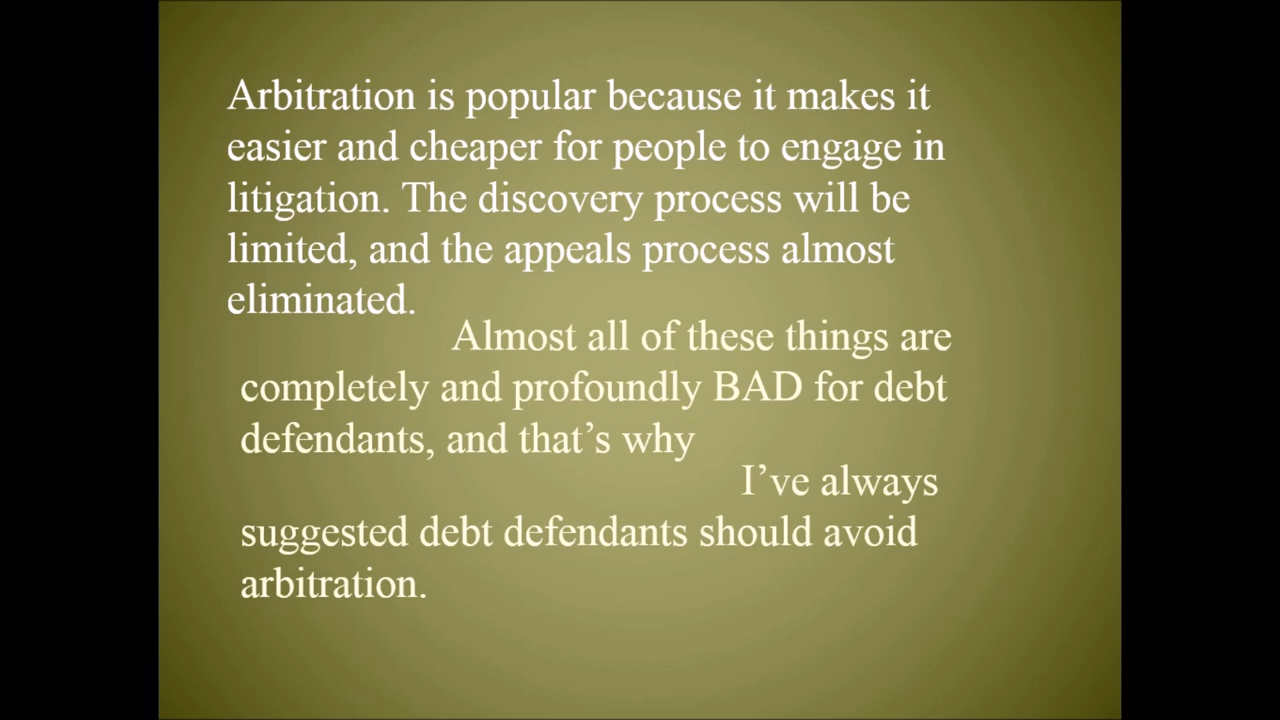 Arbitration is popular because it makes it
easier and cheaper for people to engage in
litigation. The discovery process will be
limited, and the appeals process almost
eliminated.
Almost all of these things are
completely and profoundly BAD for debt
defendants, and that’s why
I’ve always
suggested debt defendants should avoid
arbitration.